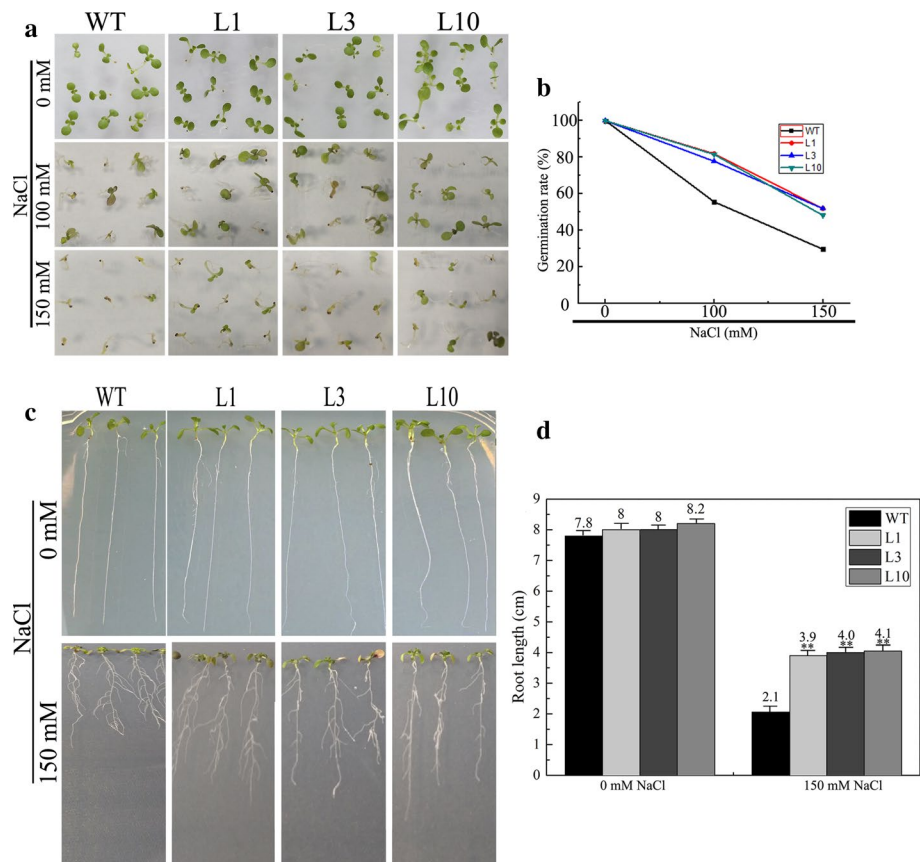 a
WT L1 L3 L10
NaCl
0 mM
100 mM
150 mM
b
Germination rate (%)
100
80
60
40
20
0
WT
L1
L3
L10
0 100 150
NaCl (mM)
c
WT L1 L3 L10
NaCl
0 mM
150 mM
d
Root length (cm)
9
8
7
6
5
4
3
2
1
0
7.8 8 8 8.2
2.1 3.9 4.0 4.1
** ** **
WT
L1
L3
L10
0 mM NaCl 150 mM NaCl